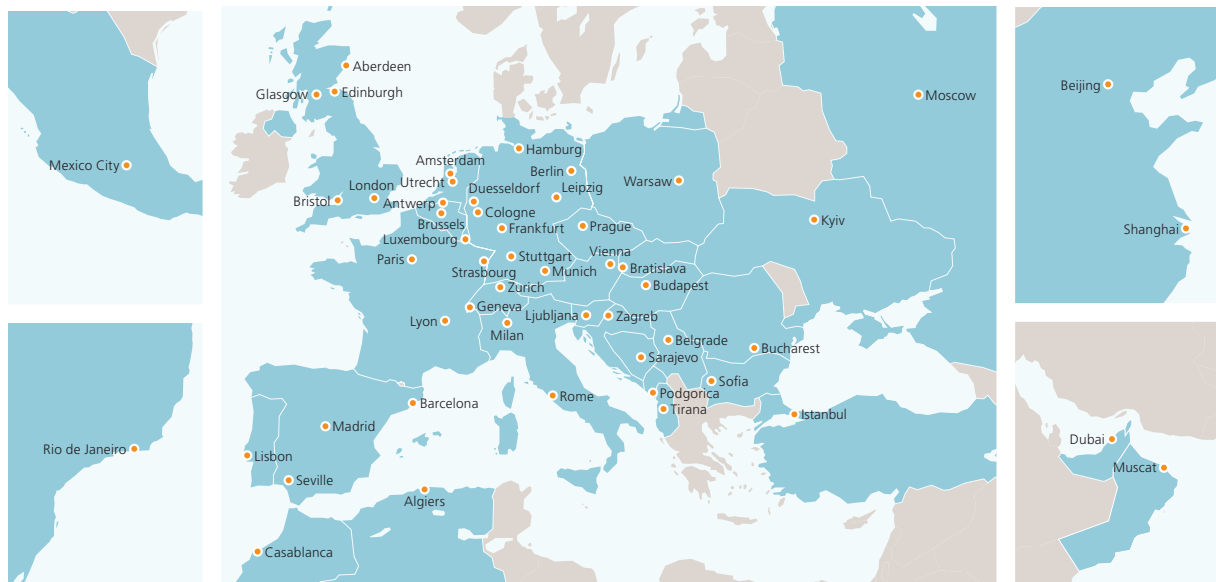 Mexico City
Rio de Janeiro
Aberdeen
Glasgow
Edinburgh
Moscow
Hamburg
Amsterdam
Berlin
Utrecht
Warsaw
London
Duesseldorf
Leipzig
Bristol
Antwerp
Cologne
Kyiv
Brussels
Frankfurt
Prague
Luxembourg
Vienna
Paris
Stuttgart
Strasbourg
Munich
Bratislava
Zurich
Budapest
Geneva
Lyon
Milan
Ljubljana
Zagreb
Belgrade
Bucharest
Sarajevo
Sofia
Podgorica
Rome
Barcelona
Tirana
Istanbul
Madrid
Lisbon
Seville
Algiers
Casablanca
Beijing
Shanghai
Dubai
Muscat